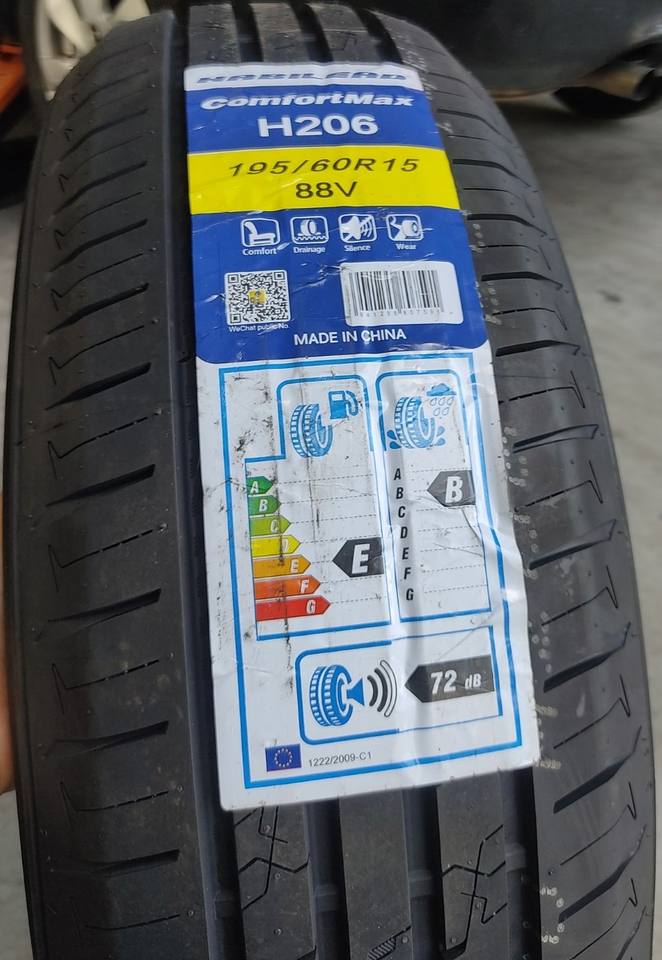 HABILEAD
ComfortMax
H206
195/60R15
88V
Comfort Drainage Silence Wear
WeChat public No.
MADE IN CHINA
A
B
C
D
E
F
G
E
A
B
C
D
E
F
G
B
72 dB
1222/2009-C1